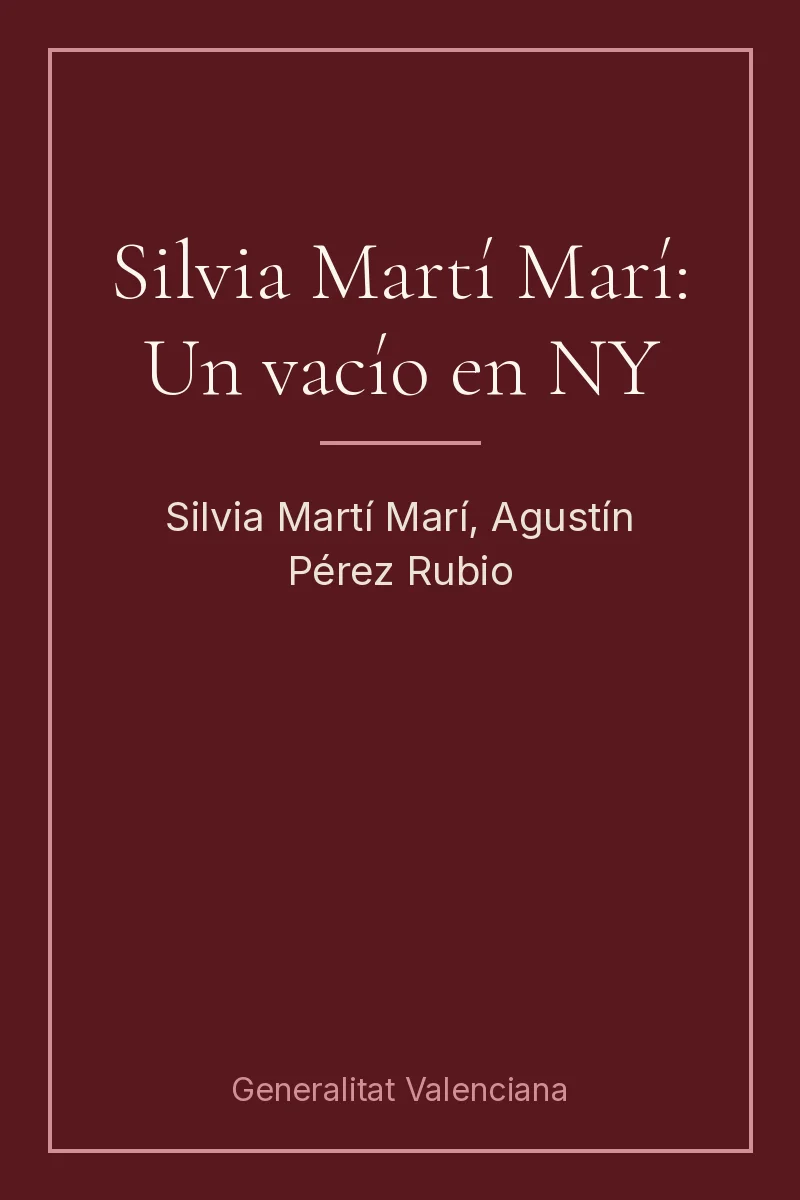 Silvia Martí Marí:
Un vacío en NY
Silvia Martí Marí, Agustín
Pérez Rubio
Generalitat Valenciana